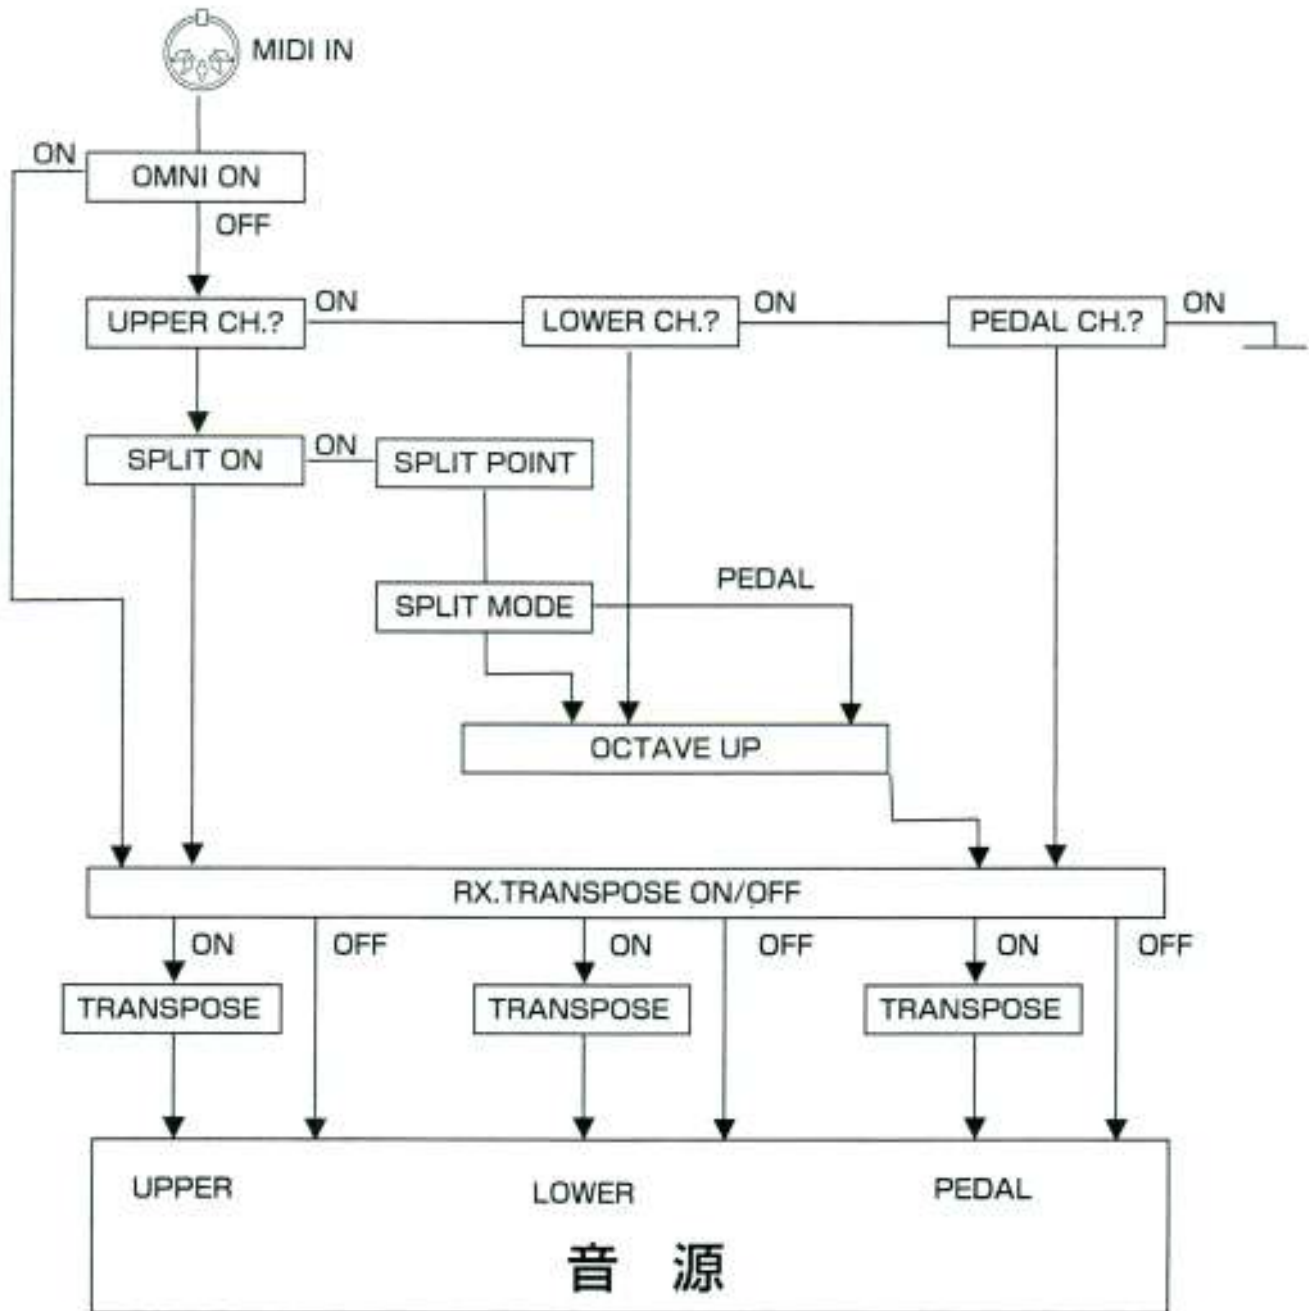 MIDI IN
ON
OMNI ON
OFF
UPPER CH.?
ON
LOWER CH.?
ON
PEDAL CH.?
ON
SPLIT ON
ON
SPLIT POINT
SPLIT MODE
PEDAL
OCTAVE UP
RX.TRANSPOSE ON/OFF
ON
OFF
ON
OFF
ON
OFF
TRANSPOSE
TRANSPOSE
TRANSPOSE
UPPER
LOWER
PEDAL
音 源